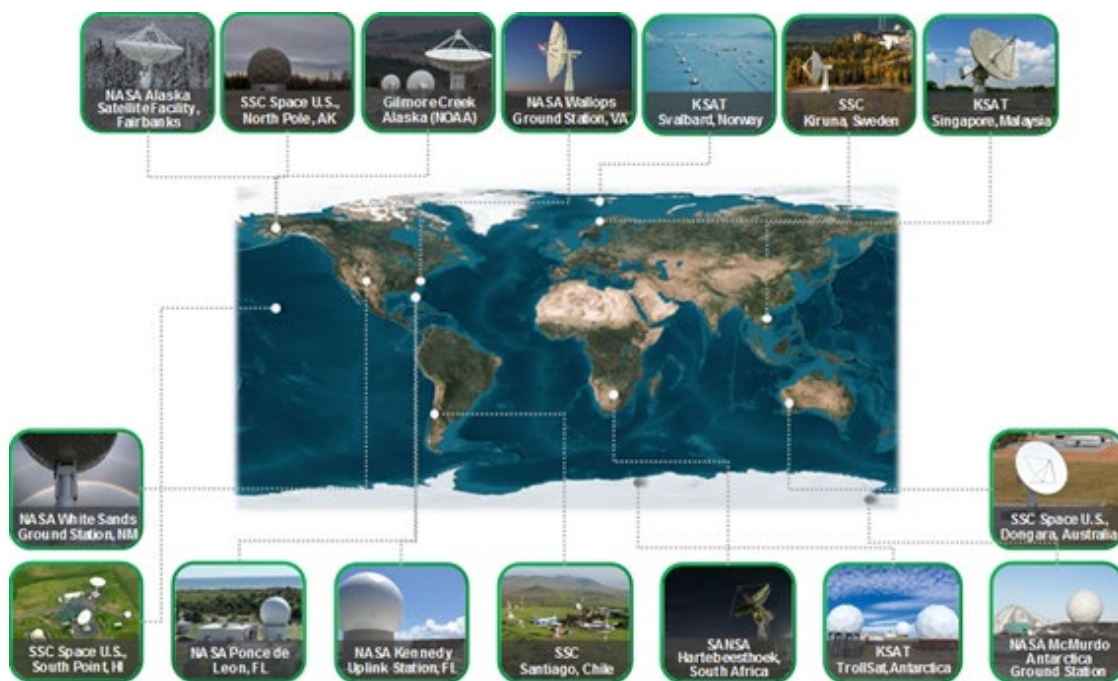 NASA Alaska
Satellite Facility,
Fairbanks
SSC Space U.S.,
North Pole, AK
Gilmore Creek
Alaska (NOAA)
NASA Wallops
Ground Station, VA
KSAT
Svalbard, Norway
SSC
Kiruna, Sweden
KSAT
Singapore, Malaysia
NASA White Sands
Ground Station, NM
SSC Space U.S.,
Dongara, Australia
SSC Space U.S.,
South Point, HI
NASA Ponce de
Leon, FL
NASA Kennedy
Uplink Station, FL
SSC
Santiago, Chile
SANSA
Hartebeesthoek,
South Africa
KSAT
TrollSat, Antarctica
NASA McMurdo
Antarctica
Ground Station